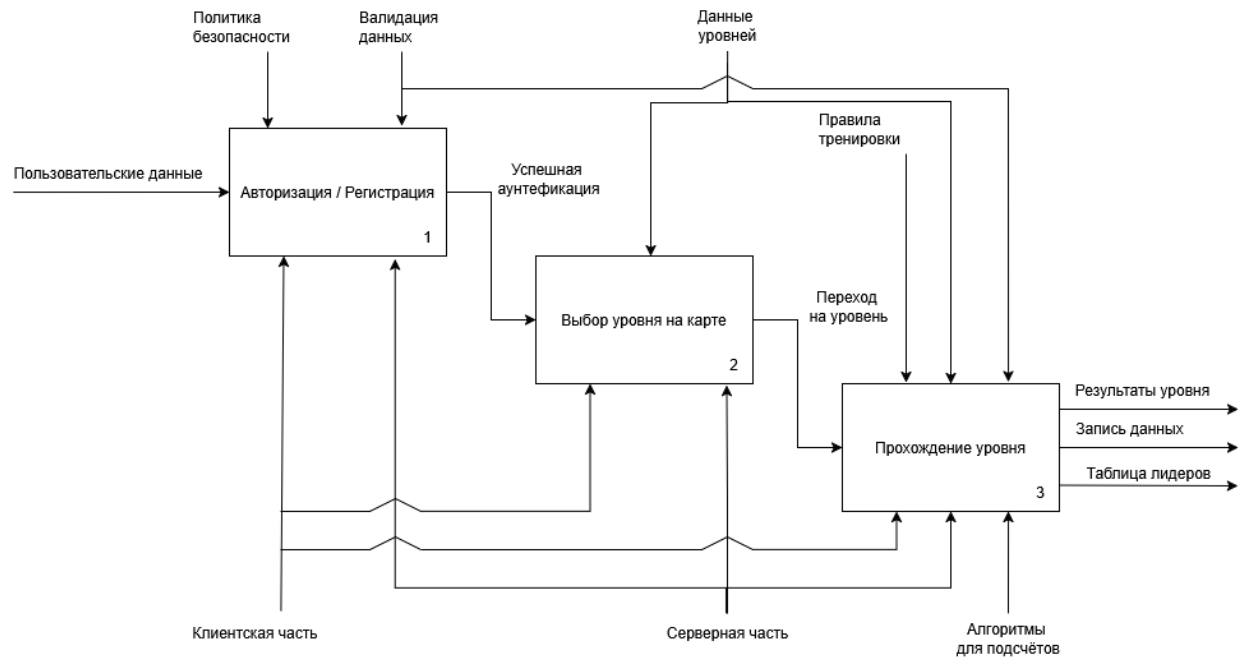 Политика
безопасности
Валидация
данных
Данные
уровней
Правила
тренировки
Пользовательские данные
Авторизация / Регистрация
1
Успешная
аунтефикация
Выбор уровня на карте
2
Переход
на уровень
Прохождение уровня
3
Результаты уровня
Запись данных
Таблица лидеров
Клиентская часть
Серверная часть
Алгоритмы
для подсчётов